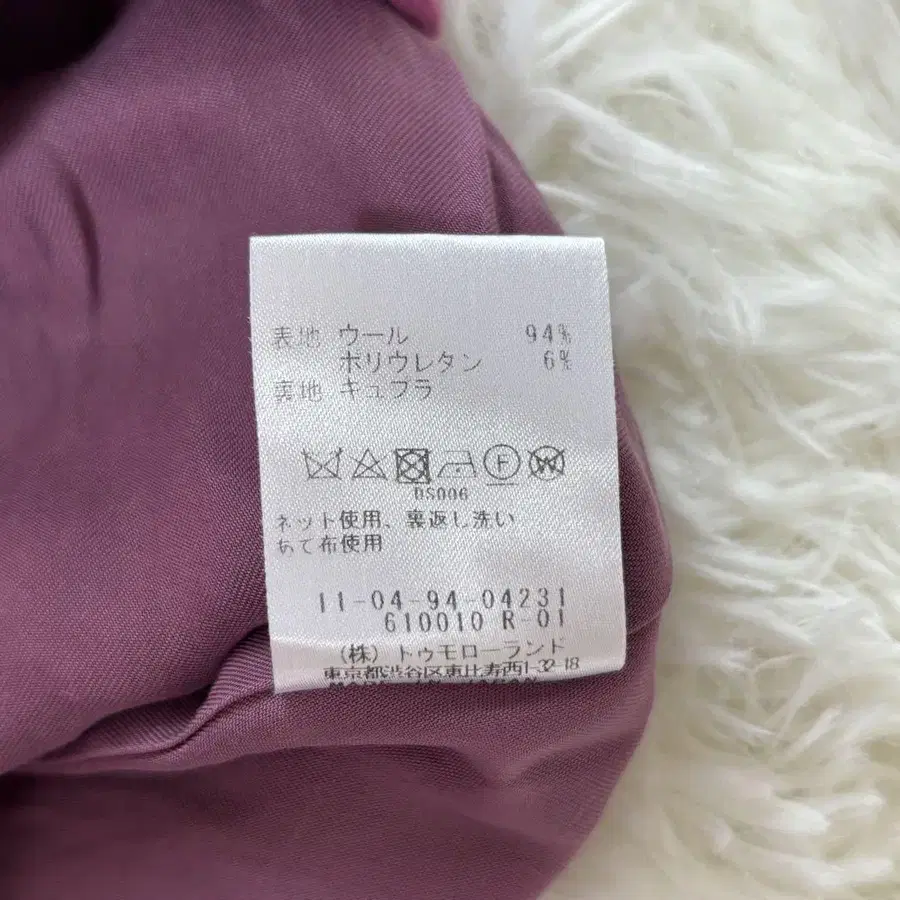 表地 ウール 94%
ポリウレタン 6%
裏地 キュプラ
F W
DS006
ネット使用、裏返し洗い
あて布使用
11-04-94-04231
610010 R-01
(株)トゥモローランド
東京都渋谷区恵比寿西1-32-18